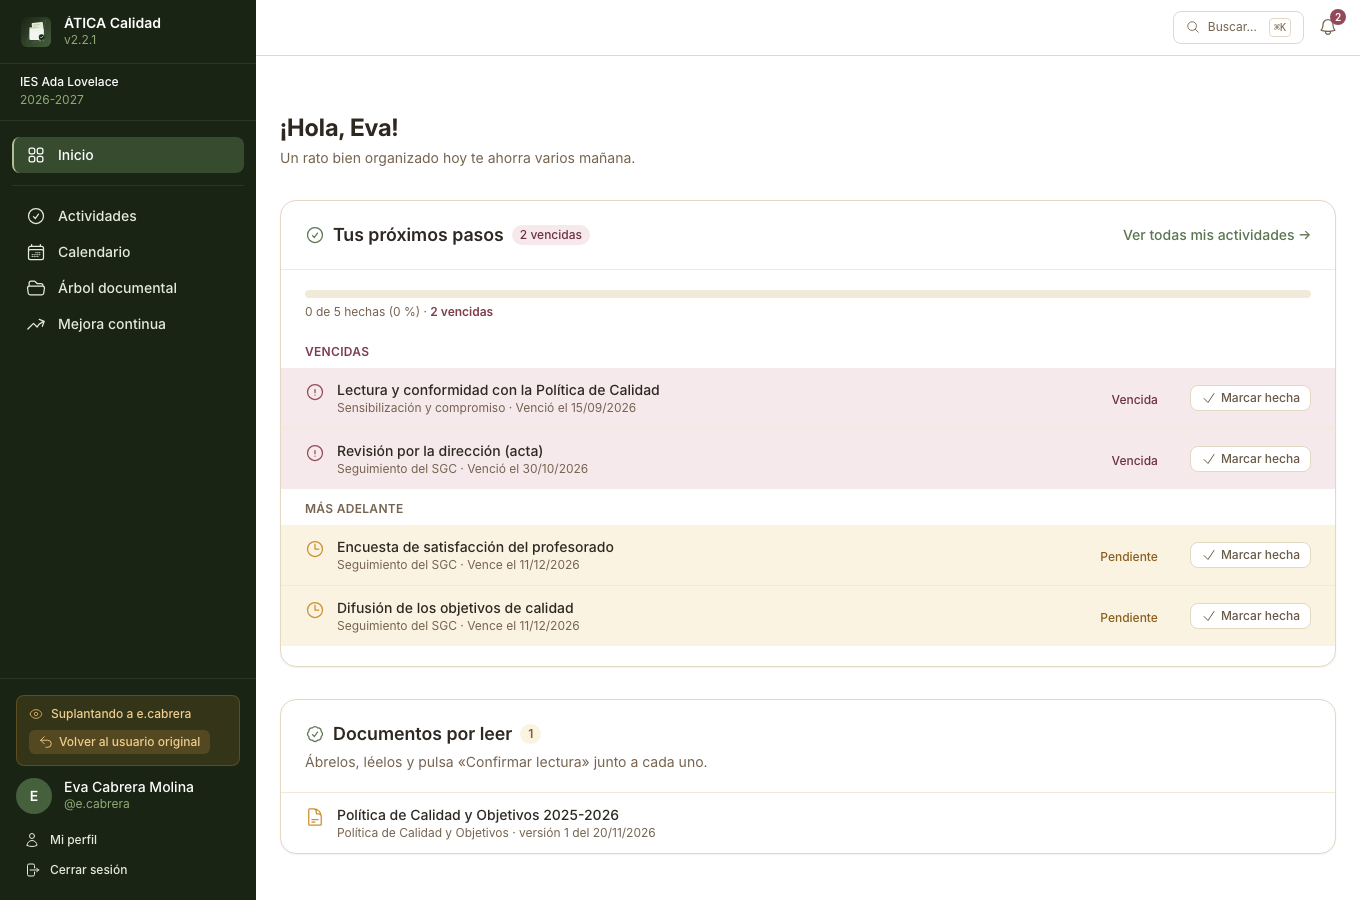 ÁTICA Calidad
v2.2.1
IES Ada Lovelace
2026-2027
Inicio
Actividades
Calendario
Árbol documental
Mejora continua
Suplantando a e.cabrera
Volver al usuario original
E
Eva Cabrera Molina
@e.cabrera
Mi perfil
Cerrar sesión
Buscar... ⌘K
2
¡Hola, Eva!
Un rato bien organizado hoy te ahorra varios mañana.
Tus próximos pasos 2 vencidas
Ver todas mis actividades →
0 de 5 hechas (0 %) · 2 vencidas
VENCIDAS
Lectura y conformidad con la Política de Calidad
Sensibilización y compromiso · Venció el 15/09/2026
Vencida
Marcar hecha
Revisión por la dirección (acta)
Seguimiento del SGC · Venció el 30/10/2026
Vencida
Marcar hecha
MÁS ADELANTE
Encuesta de satisfacción del profesorado
Seguimiento del SGC · Vence el 11/12/2026
Pendiente
Marcar hecha
Difusión de los objetivos de calidad
Seguimiento del SGC · Vence el 11/12/2026
Pendiente
Marcar hecha
Documentos por leer 1
Ábrelos, léelos y pulsa «Confirmar lectura» junto a cada uno.
Política de Calidad y Objetivos 2025-2026
Política de Calidad y Objetivos · versión 1 del 20/11/2026